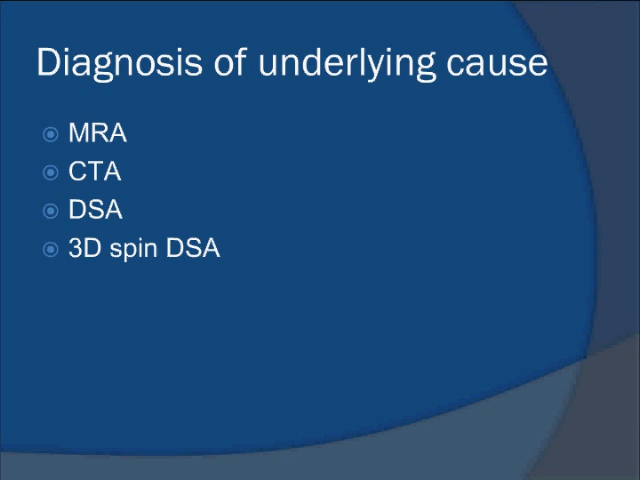 Diagnosis of underlying cause
MRA
CTA
DSA
3D spin DSA